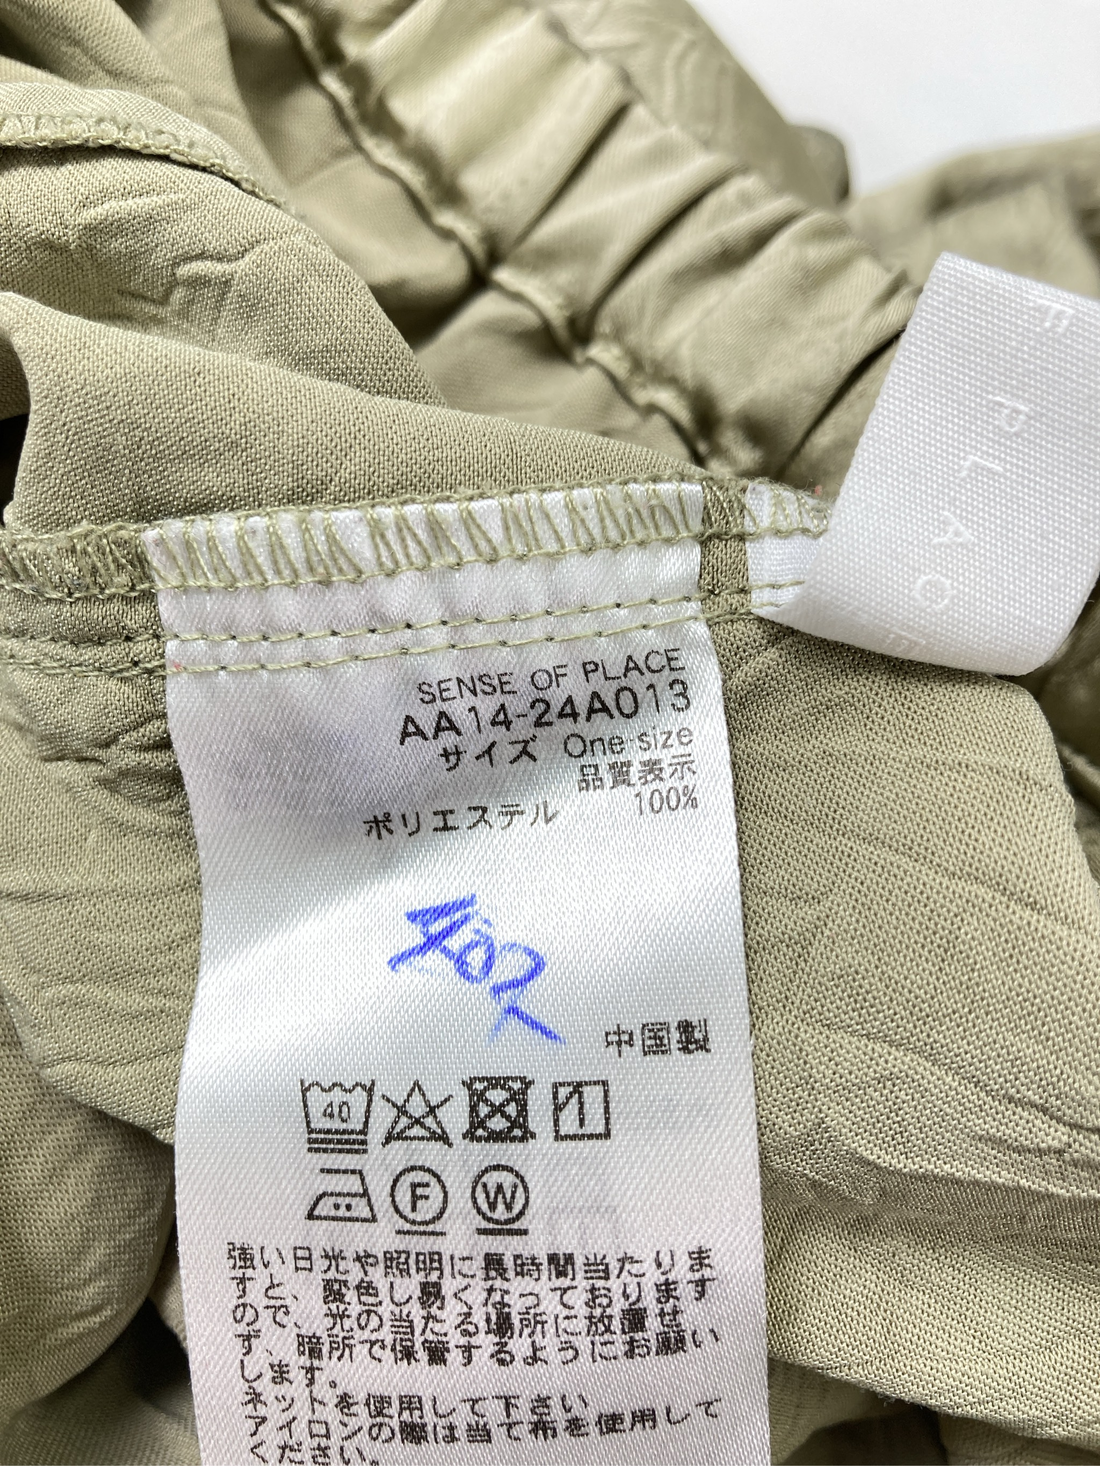 E PLACE
SENSE OF PLACE
AA14-24A013
サイズ One size
品質表示
ポリエステル 100%
402
中国製
40
1
F W
強い日光や照明に長時間当たりま
すと、変色し易くなっております
ので、光の当たる場所に放置せ
ず、暗所で保管するようにお願い
します。
ネットを使用して下さい
アイロンの際は当て布を使用して
ください。